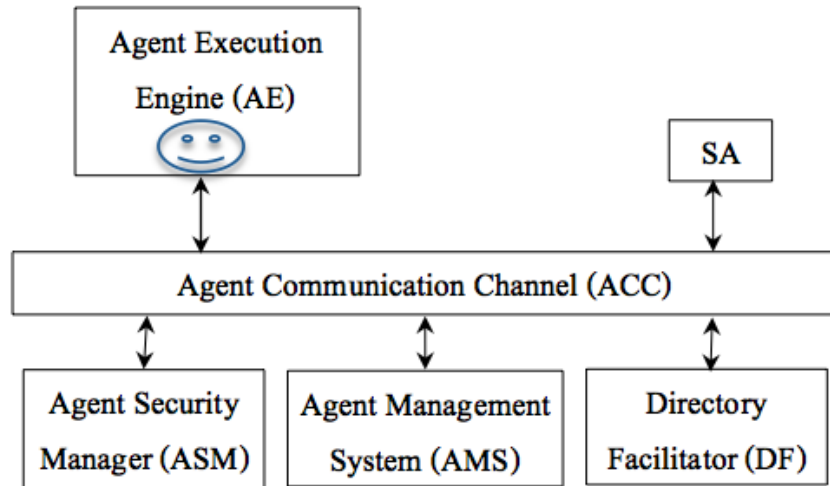 Agent Execution
Engine (AE)
SA
Agent Communication Channel (ACC)
Agent Security
Manager (ASM)
Agent Management
System (AMS)
Directory
Facilitator (DF)